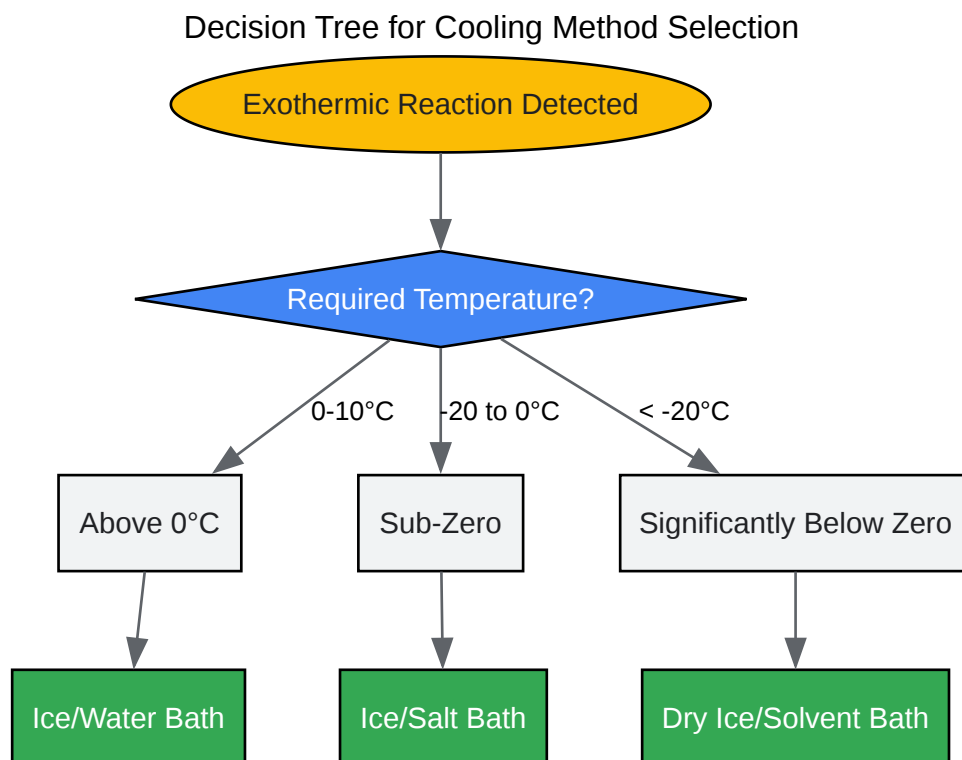 Decision Tree for Cooling Method Selection
Exothermic Reaction Detected
Required Temperature?
0-10°C
-20 to 0°C
< -20°C
Above 0°C
Sub-Zero
Significantly Below Zero
Ice/Water Bath
Ice/Salt Bath
Dry Ice/Solvent Bath